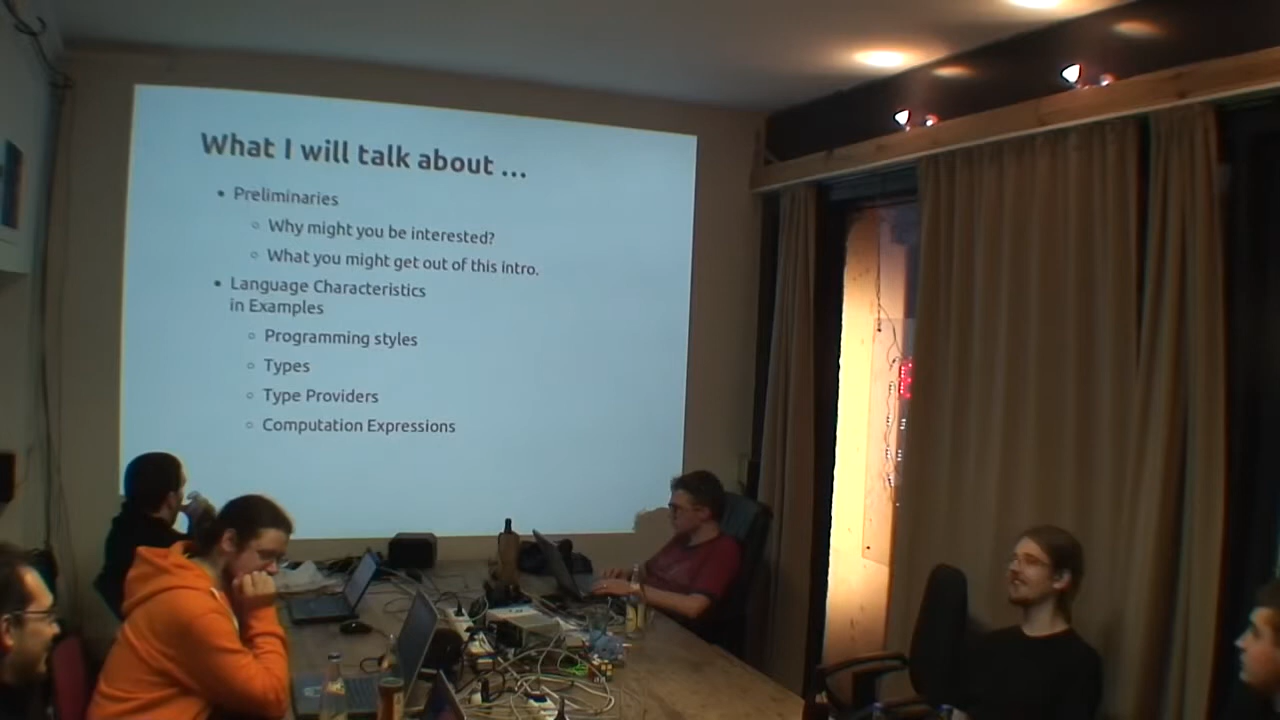 What I will talk about ...
• Preliminaries
◦ Why might you be interested?
◦ What you might get out of this intro.
• Language Characteristics
in Examples
◦ Programming styles
◦ Types
◦ Type Providers
◦ Computation Expressions